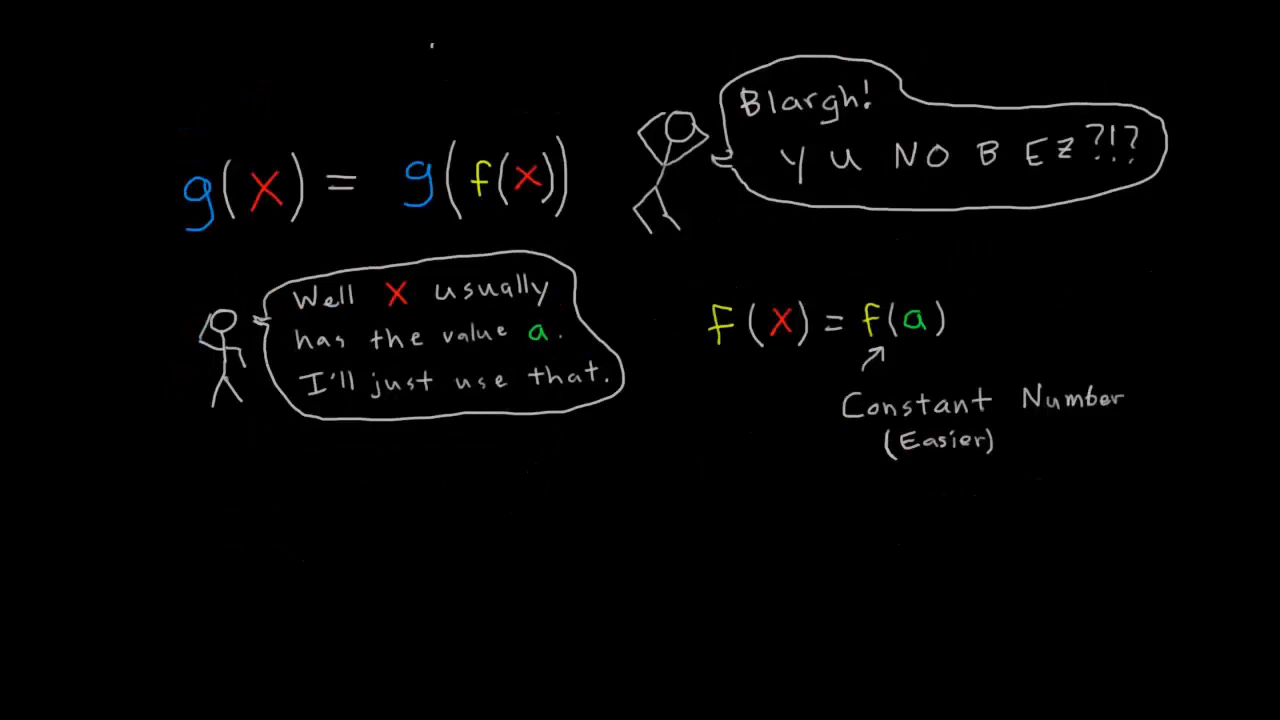 g(x) = g(f(x))
Blargh!
Y U NO B EZ?!?
Well x usually
has the value a.
I'll just use that.
f(x) = f(a)
Constant Number
(Easier)